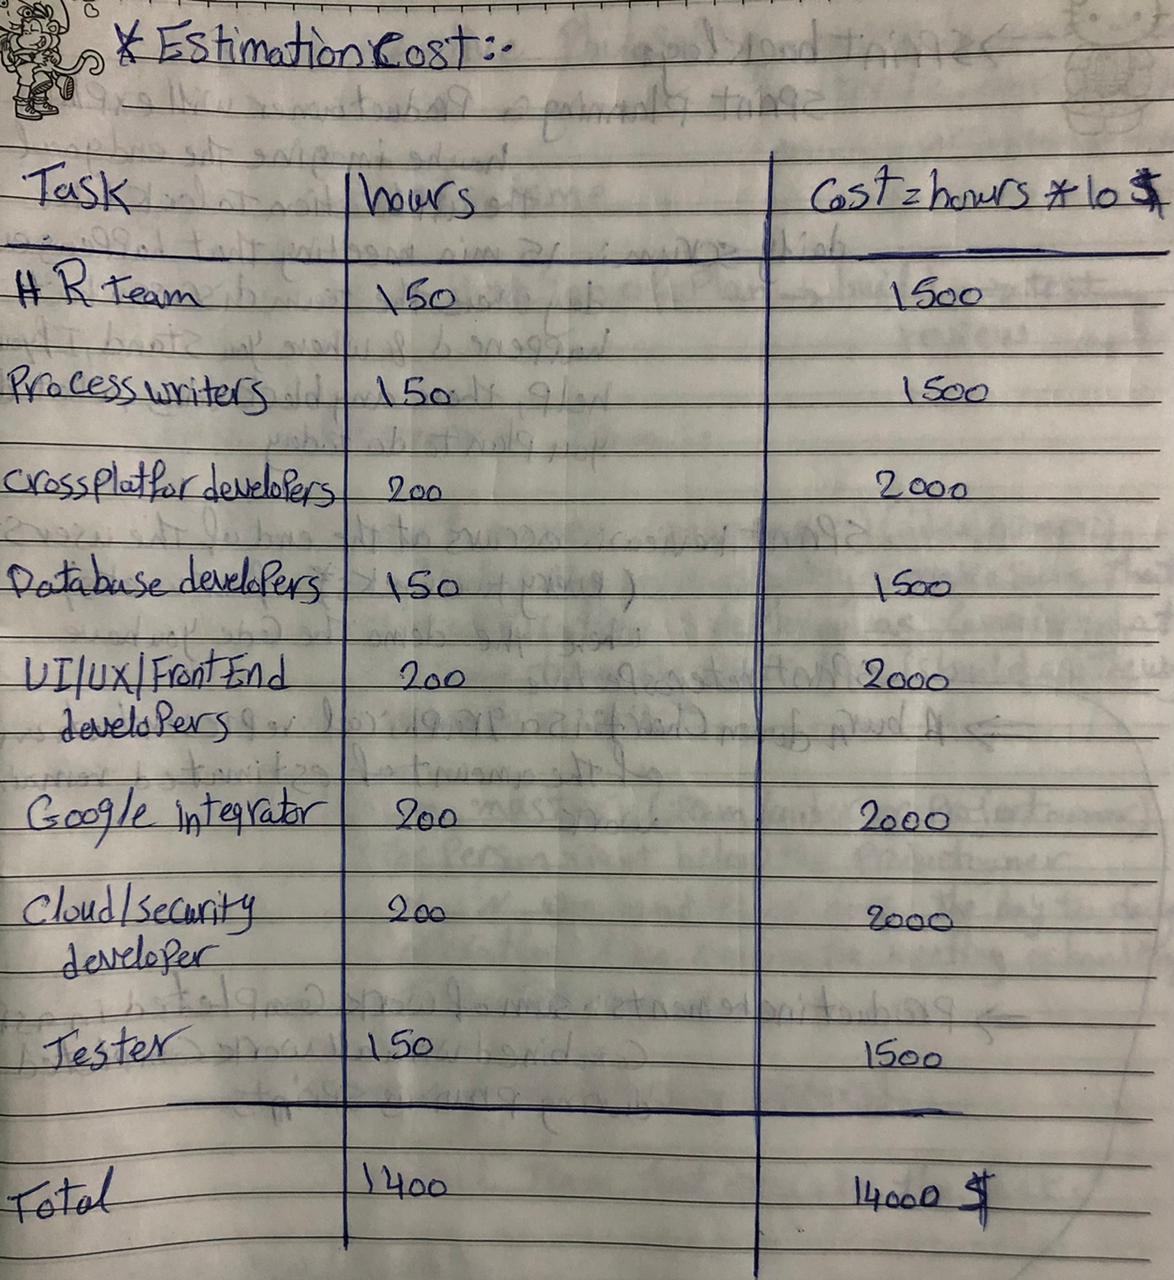 * Estimation Cost :-
Task hours Cost = hours * 10 $
HR team 150 1500
Process writers 150 1500
crossplatfor developers 200 2000
Database developers 150 1500
UI/UX/FrontEnd 200 2000
developers
Google integrator 200 2000
Cloud/security 200 2000
developer
Tester 150 1500
Total 1400 14000 $